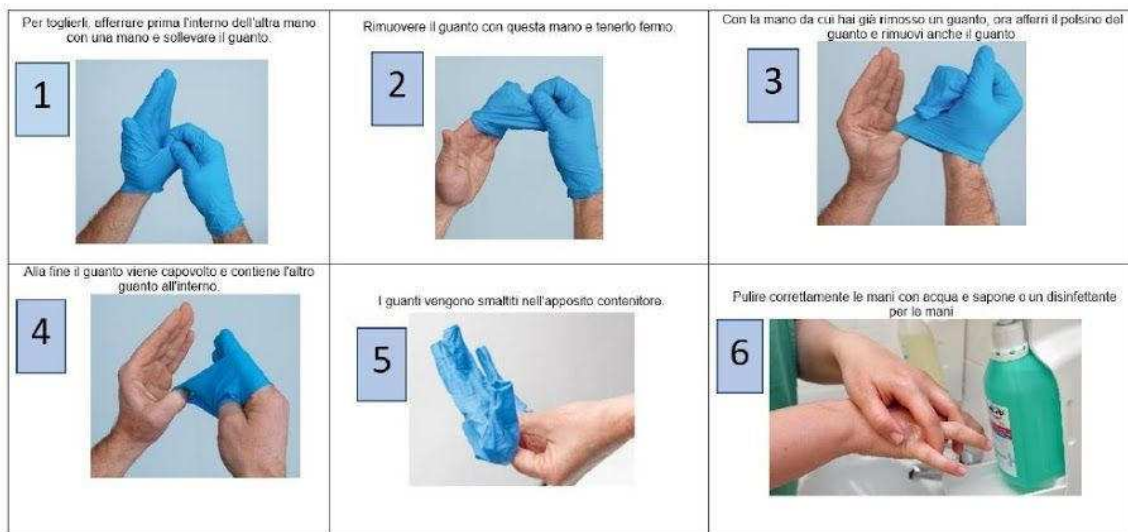 Per toglierli, afferrare prima l'interno dell'altra mano
con una mano e sollevare il guanto.
1
Rimuovere il guanto con questa mano e tenerlo fermo.
2
Con la mano da cui hai già rimosso un guanto, ora afferri il polsino del
guanto e rimuovi anche il guanto
3
Alla fine il guanto viene capovolto e contiene l'altro
guanto all'interno.
4
I guanti vengono smaltiti nell'apposito contenitore.
5
Pulire correttamente le mani con acqua e sapone o un disinfettante
per le mani
6